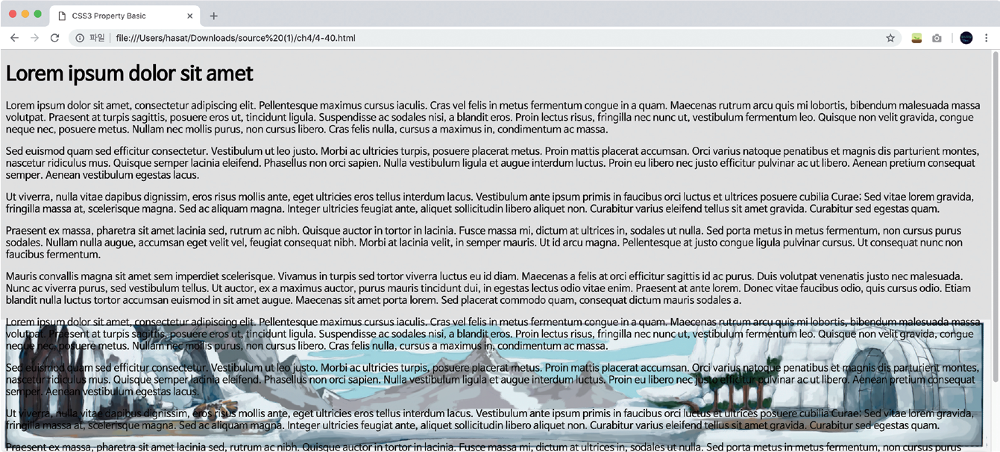 CSS3 Property Basic
파일 file:///Users/hasat/Downloads/source%20(1)/ch4/4-40.html
Lorem ipsum dolor sit amet
Lorem ipsum dolor sit amet, consectetur adipiscing elit. Pellentesque maximus cursus iaculis. Cras vel felis in metus fermentum congue in a quam. Maecenas rutrum arcu quis mi lobortis, bibendum malesuada massa
volutpat. Praesent at turpis sagittis, posuere eros ut, tincidunt ligula. Suspendisse ac sodales nisi, a blandit eros. Proin lectus risus, fringilla nec nunc ut, vestibulum fermentum leo. Quisque non velit gravida, congue
neque nec, posuere metus. Nullam nec mollis purus, non cursus libero. Cras felis nulla, cursus a maximus in, condimentum ac massa.
Sed euismod quam sed efficitur consectetur. Vestibulum ut leo justo. Morbi ac ultricies turpis, posuere placerat metus. Proin mattis placerat accumsan. Orci varius natoque penatibus et magnis dis parturient montes,
nascetur ridiculus mus. Quisque semper lacinia eleifend. Phasellus non orci sapien. Nulla vestibulum ligula et augue interdum luctus. Proin eu libero nec justo efficitur pulvinar ac ut libero. Aenean pretium consequat
semper. Aenean vestibulum egestas lacus.
Ut viverra, nulla vitae dapibus dignissim, eros risus mollis ante, eget ultricies eros tellus interdum lacus. Vestibulum ante ipsum primis in faucibus orci luctus et ultrices posuere cubilia Curae; Sed vitae lorem gravida,
fringilla massa at, scelerisque magna. Sed ac aliquam magna. Integer ultricies feugiat ante, aliquet sollicitudin libero aliquet non. Curabitur varius eleifend tellus sit amet gravida. Curabitur sed egestas quam.
Praesent ex massa, pharetra sit amet lacinia sed, rutrum ac nibh. Quisque auctor in tortor in lacinia. Fusce massa mi, dictum at ultrices in, sodales ut nulla. Sed porta metus in metus fermentum, non cursus purus
sodales. Nullam nulla augue, accumsan eget velit vel, feugiat consequat nibh. Morbi at lacinia velit, in semper mauris. Ut id arcu magna. Pellentesque at justo congue ligula pulvinar cursus. Ut consequat nunc non
faucibus fermentum.
Mauris convallis magna sit amet sem imperdiet scelerisque. Vivamus in turpis sed tortor viverra luctus eu id diam. Maecenas a felis at orci efficitur sagittis id ac purus. Duis volutpat venenatis justo nec malesuada.
Nunc ac viverra purus, sed vestibulum tellus. Ut auctor, ex a maximus auctor, purus mauris tincidunt dui, in egestas lectus odio vitae enim. Praesent at ante lorem. Donec vitae faucibus odio, quis cursus odio. Etiam
blandit nulla luctus tortor accumsan euismod in sit amet augue. Maecenas sit amet porta lorem. Sed placerat commodo quam, consequat dictum mauris sodales a.
Lorem ipsum dolor sit amet, consectetur adipiscing elit. Pellentesque maximus cursus iaculis. Cras vel felis in metus fermentum congue in a quam. Maecenas rutrum arcu quis mi lobortis, bibendum malesuada massa
volutpat. Praesent at turpis sagittis, posuere eros ut, tincidunt ligula. Suspendisse ac sodales nisi, a blandit eros. Proin lectus risus, fringilla nec nunc ut, vestibulum fermentum leo. Quisque non velit gravida, congue
neque nec, posuere metus. Nullam nec mollis purus, non cursus libero. Cras felis nulla, cursus a maximus in, condimentum ac massa.
Sed euismod quam sed efficitur consectetur. Vestibulum ut leo justo. Morbi ac ultricies turpis, posuere placerat metus. Proin mattis placerat accumsan. Orci varius natoque penatibus et magnis dis parturient montes,
nascetur ridiculus mus. Quisque semper lacinia eleifend. Phasellus non orci sapien. Nulla vestibulum ligula et augue interdum luctus. Proin eu libero nec justo efficitur pulvinar ac ut libero. Aenean pretium consequat
semper. Aenean vestibulum egestas lacus.
Ut viverra, nulla vitae dapibus dignissim, eros risus mollis ante, eget ultricies eros tellus interdum lacus. Vestibulum ante ipsum primis in faucibus orci luctus et ultrices posuere cubilia Curae; Sed vitae lorem gravida,
fringilla massa at, scelerisque magna. Sed ac aliquam magna. Integer ultricies feugiat ante, aliquet sollicitudin libero aliquet non. Curabitur varius eleifend tellus sit amet gravida. Curabitur sed egestas quam.
Praesent ex massa, pharetra sit amet lacinia sed, rutrum ac nibh. Quisque auctor in tortor in lacinia. Fusce massa mi, dictum at ultrices in, sodales ut nulla. Sed porta metus in metus fermentum, non cursus purus